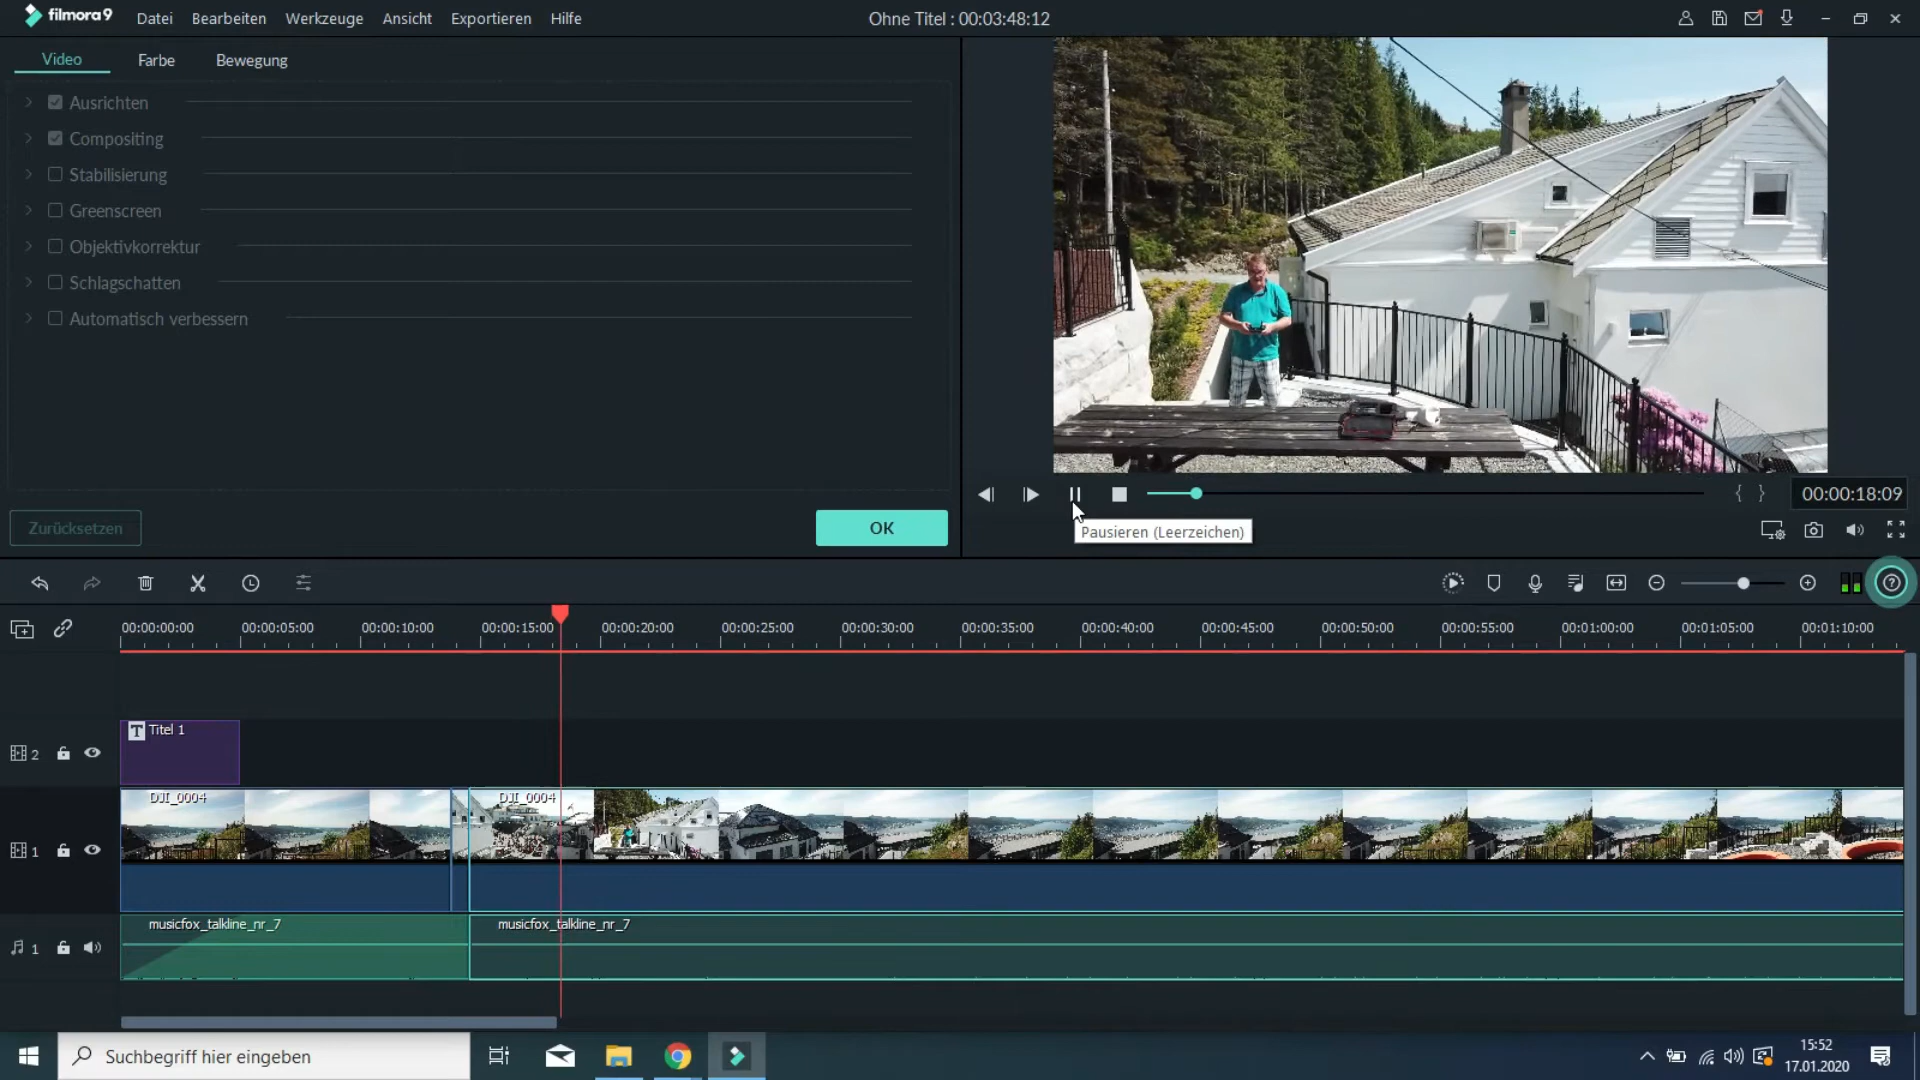 filmora9
Datei Bearbeiten Werkzeuge Ansicht Exportieren Hilfe
Ohne Titel : 00:03:48:12
Video Farbe Bewegung
Ausrichten
Compositing
Stabilisierung
Greenscreen
Objektivkorrektur
Schlagschatten
Automatisch verbessern
00:00:18:09
Zurücksetzen
OK
Pausieren (Leerzeichen)
00:00:00:00 00:00:05:00 00:00:10:00 00:00:15:00 00:00:20:00 00:00:25:00 00:00:30:00 00:00:35:00 00:00:40:00 00:00:45:00 00:00:50:00 00:00:55:00 00:01:00:00 00:01:05:00 00:01:10:00
T Titel 1
2
DJI_0004 DJI_0004
1
musicfox_talkline_nr_7 musicfox_talkline_nr_7
1
Suchbegriff hier eingeben
15:52
17.01.2020